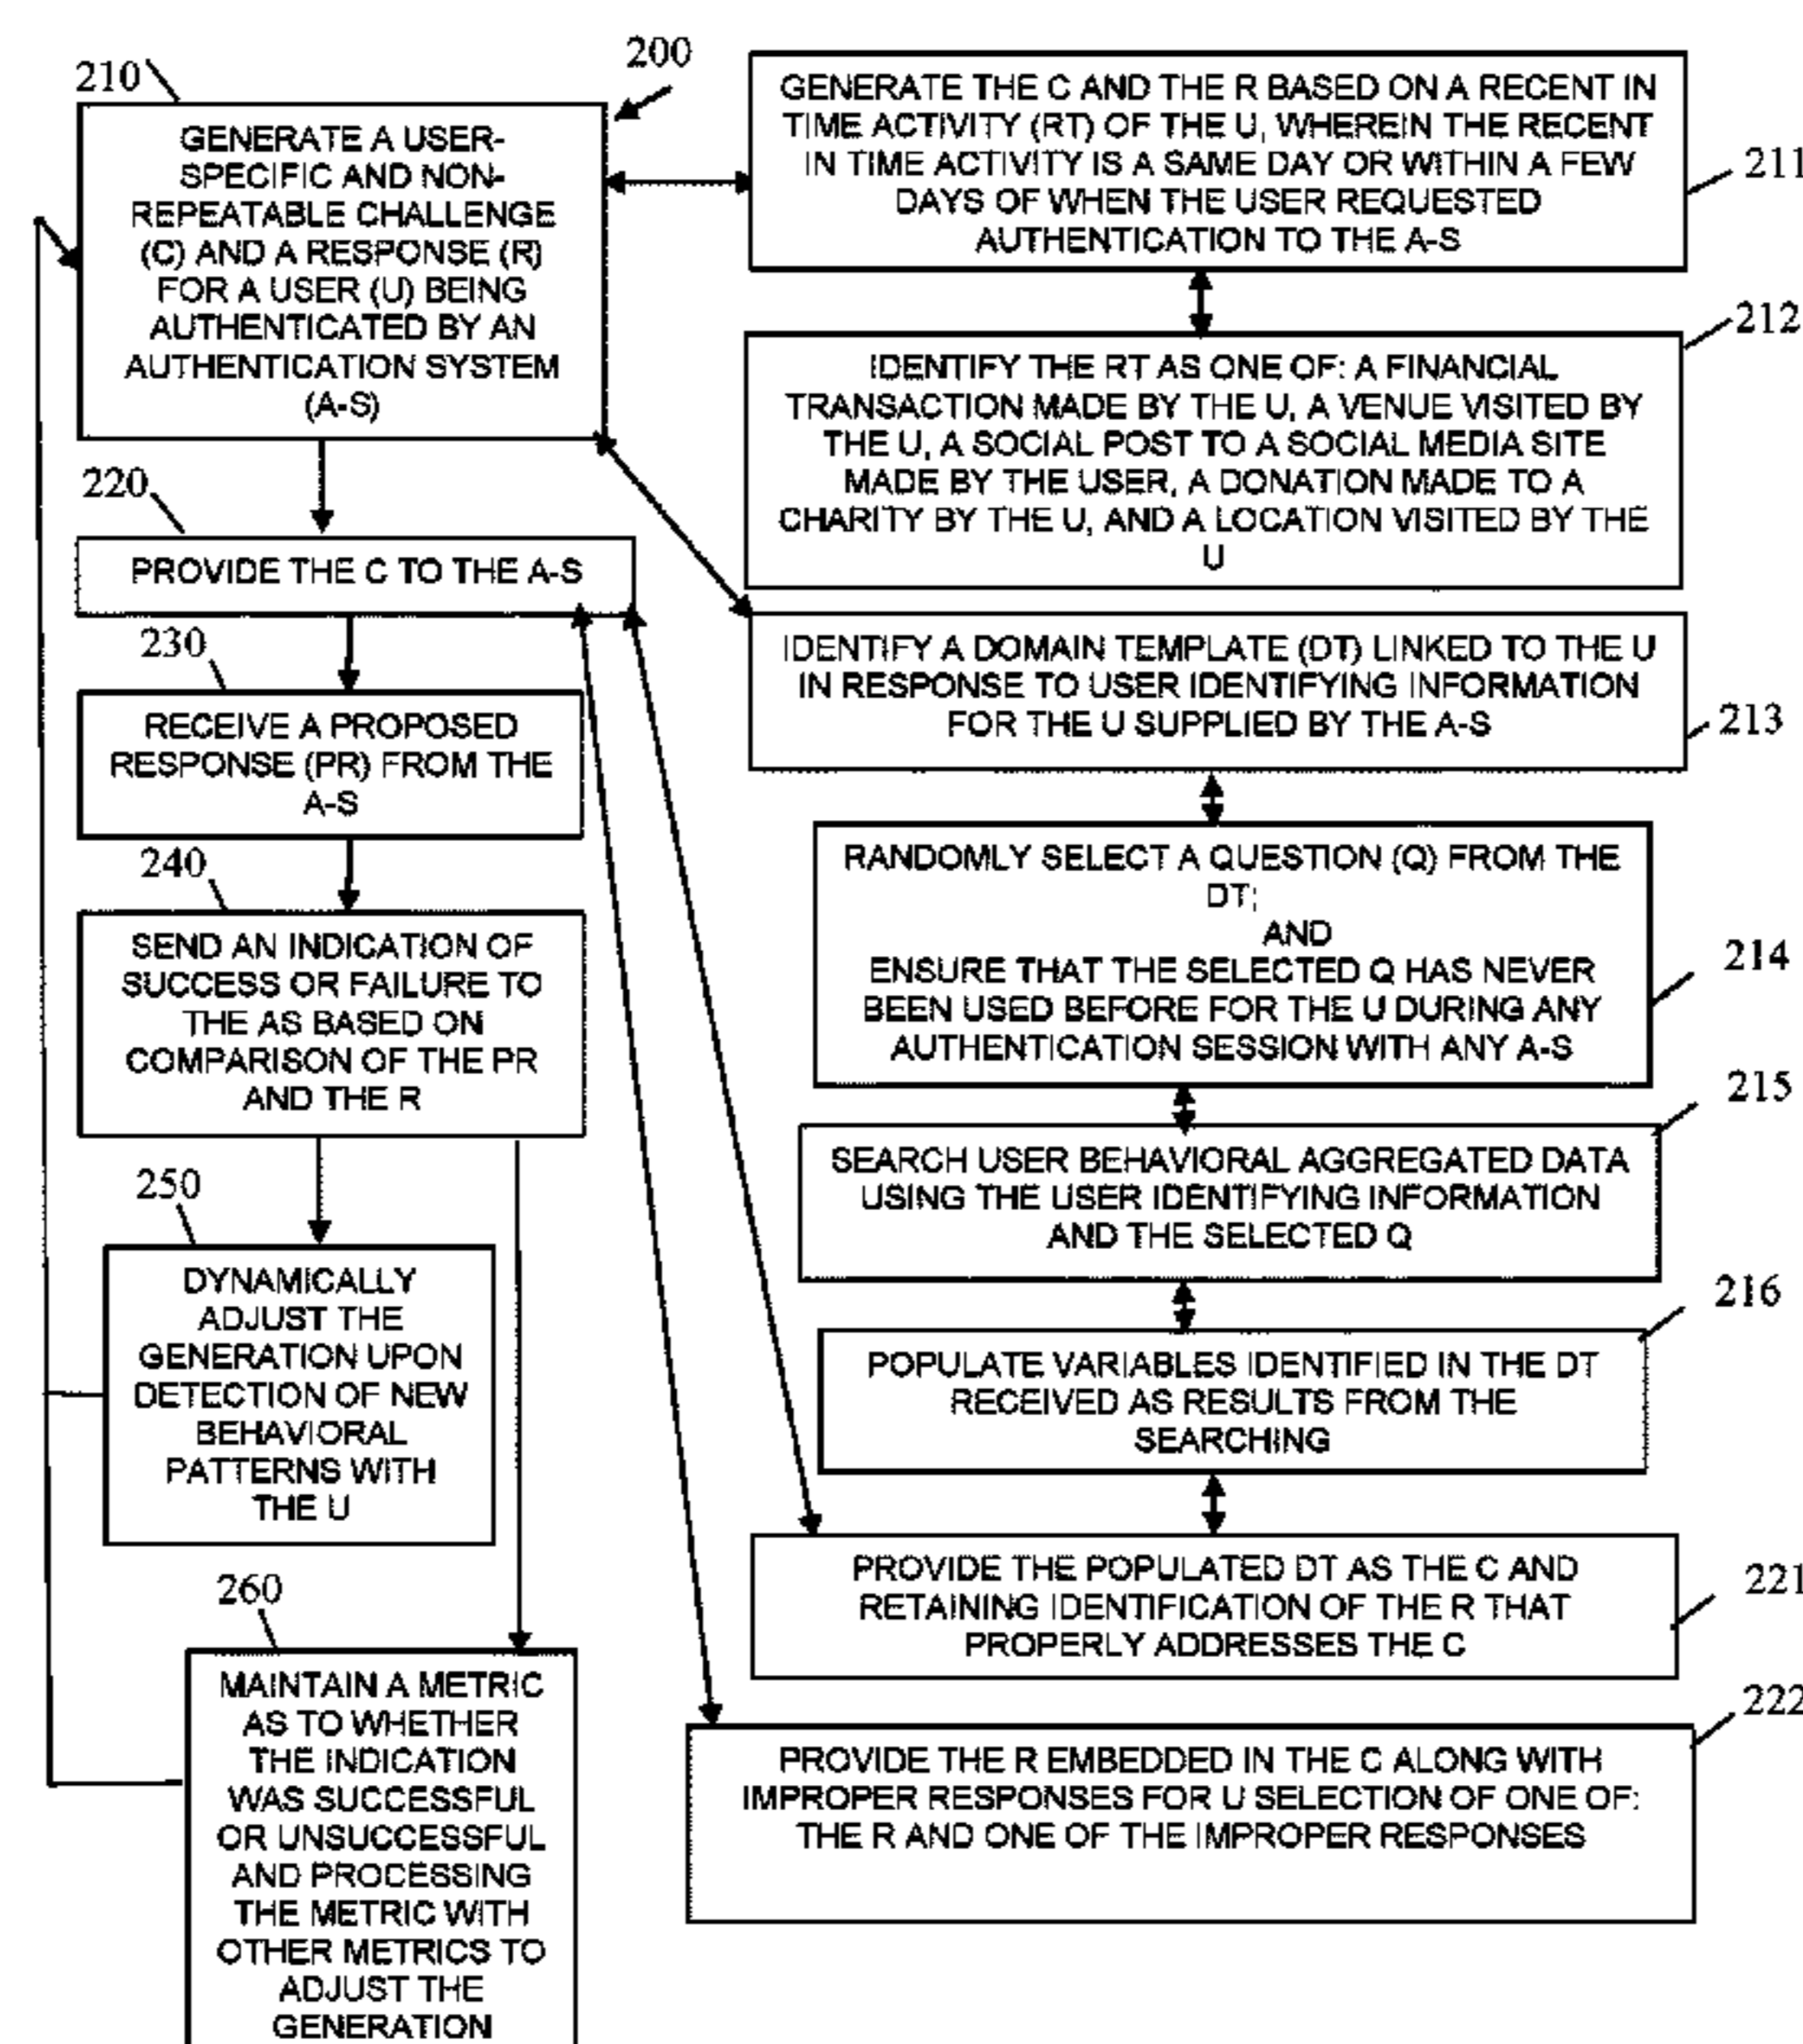 210
200
GENERATE A USER-
SPECIFIC AND NON-
REPEATABLE CHALLENGE
(C) AND A RESPONSE (R)
FOR A USER (U) BEING
AUTHENTICATED BY AN
AUTHENTICATION SYSTEM
(A-S)
220
PROVIDE THE C TO THE A-S
230
RECEIVE A PROPOSED
RESPONSE (PR) FROM THE
A-S
240
SEND AN INDICATION OF
SUCCESS OR FAILURE TO
THE AS BASED ON
COMPARISON OF THE PR
AND THE R
250
DYNAMICALLY
ADJUST THE
GENERATION UPON
DETECTION OF NEW
BEHAVIORAL
PATTERNS WITH
THE U
260
MAINTAIN A METRIC
AS TO WHETHER
THE INDICATION
WAS SUCCESSFUL
OR UNSUCCESSFUL
AND PROCESSING
THE METRIC WITH
OTHER METRICS TO
ADJUST THE
GENERATION
GENERATE THE C AND THE R BASED ON A RECENT IN
TIME ACTIVITY (RT) OF THE U, WHEREIN THE RECENT
IN TIME ACTIVITY IS A SAME DAY OR WITHIN A FEW
DAYS OF WHEN THE USER REQUESTED
AUTHENTICATION TO THE A-S
211
IDENTIFY THE RT AS ONE OF: A FINANCIAL
TRANSACTION MADE BY THE U, A VENUE VISITED BY
THE U, A SOCIAL POST TO A SOCIAL MEDIA SITE
MADE BY THE USER, A DONATION MADE TO A
CHARITY BY THE U, AND A LOCATION VISITED BY THE
U
212
IDENTIFY A DOMAIN TEMPLATE (DT) LINKED TO THE U
IN RESPONSE TO USER IDENTIFYING INFORMATION
FOR THE U SUPPLIED BY THE A-S
213
RANDOMLY SELECT A QUESTION (Q) FROM THE
DT;
AND
ENSURE THAT THE SELECTED Q HAS NEVER
BEEN USED BEFORE FOR THE U DURING ANY
AUTHENTICATION SESSION WITH ANY A-S
214
SEARCH USER BEHAVIORAL AGGREGATED DATA
USING THE USER IDENTIFYING INFORMATION
AND THE SELECTED Q
215
POPULATE VARIABLES IDENTIFIED IN THE DT
RECEIVED AS RESULTS FROM THE
SEARCHING
216
PROVIDE THE POPULATED DT AS THE C AND
RETAINING IDENTIFICATION OF THE R THAT
PROPERLY ADDRESSES THE C
221
PROVIDE THE R EMBEDDED IN THE C ALONG WITH
IMPROPER RESPONSES FOR U SELECTION OF ONE OF:
THE R AND ONE OF THE IMPROPER RESPONSES
222